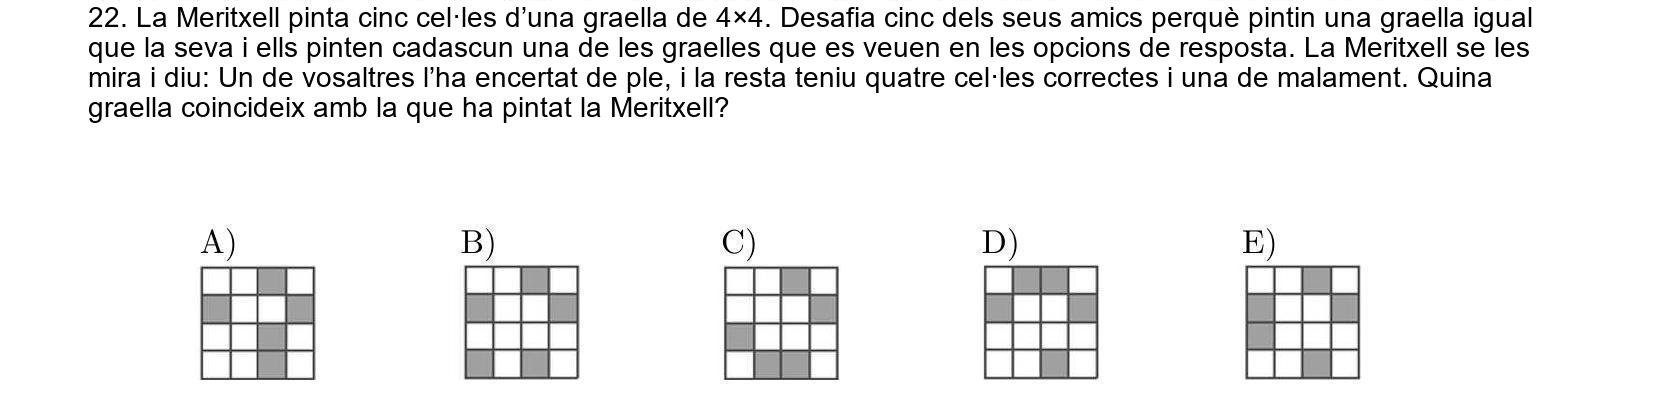 22. La Meritxell pinta cinc cel·les d’una graella de 4×4. Desafia cinc dels seus amics perquè pintin una graella igual
que la seva i ells pinten cadascun una de les graelles que es veuen en les opcions de resposta. La Meritxell se les
mira i diu: Un de vosaltres l’ha encertat de ple, i la resta teniu quatre cel·les correctes i una de malament. Quina
graella coincideix amb la que ha pintat la Meritxell?
A) B) C) D) E)